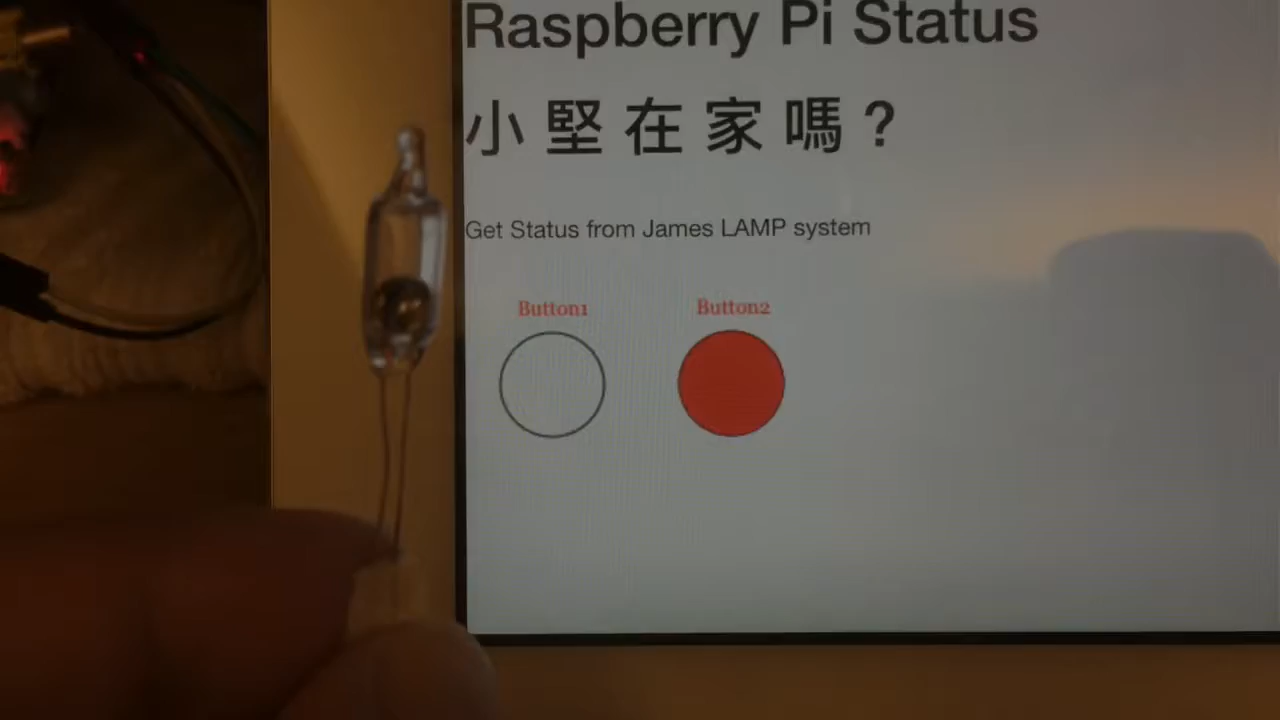 Raspberry Pi Status
小堅在家嗎？
Get Status from James LAMP system
Button1 Button2